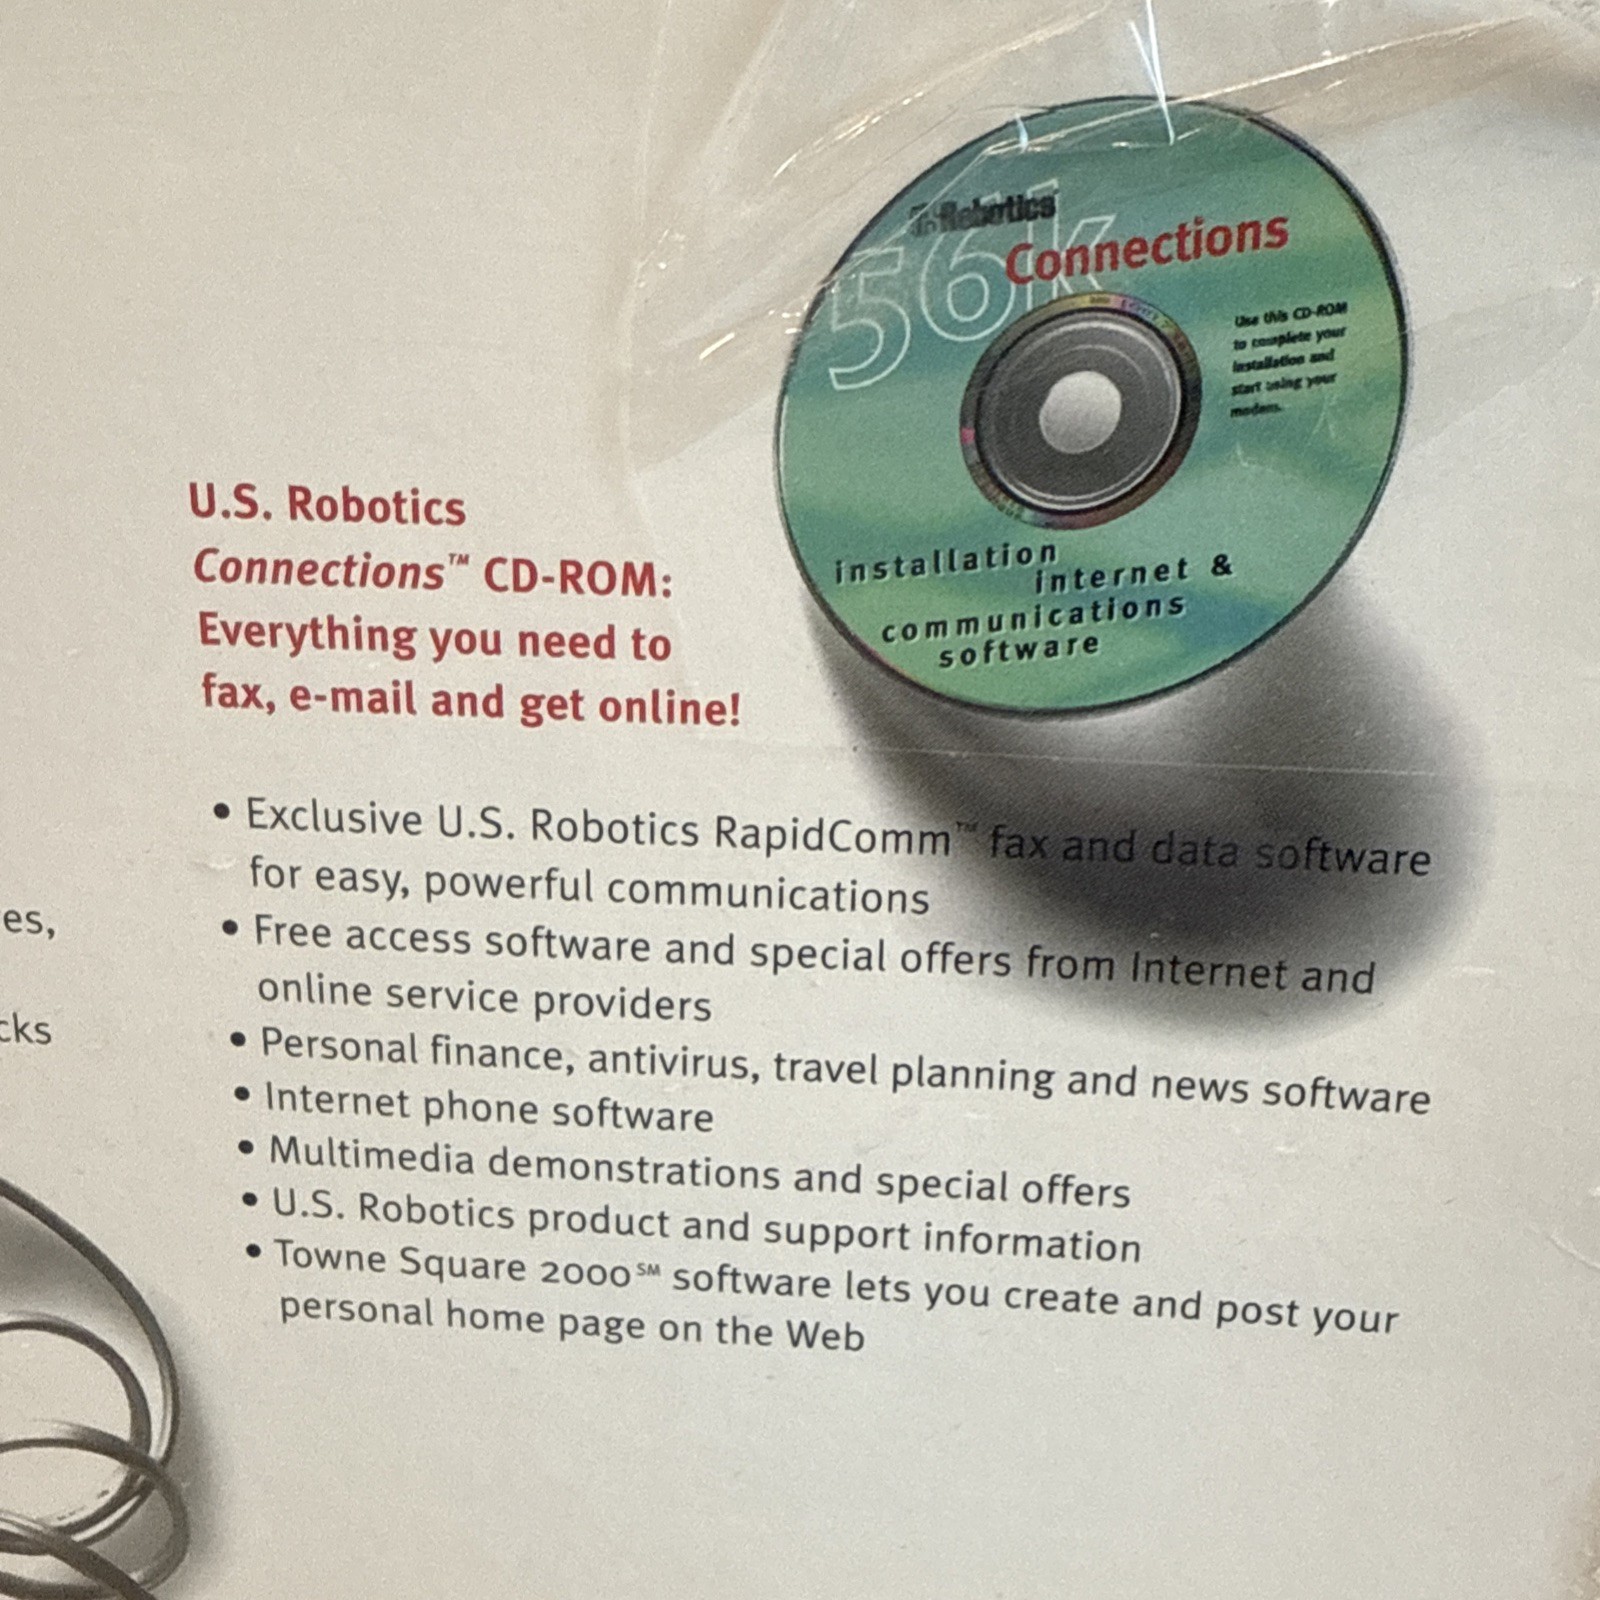 Robotics
56K
Connections
Use this CD-ROM
to complete your
installation and
start using your
modem.
installation
internet &
communications
software
U.S. Robotics
Connections™ CD-ROM:
Everything you need to
fax, e-mail and get online!
• Exclusive U.S. Robotics RapidComm™ fax and data software
for easy, powerful communications
• Free access software and special offers from Internet and
online service providers
• Personal finance, antivirus, travel planning and news software
• Internet phone software
• Multimedia demonstrations and special offers
• U.S. Robotics product and support information
• Towne Square 2000℠ software lets you create and post your
personal home page on the Web
es,
cks